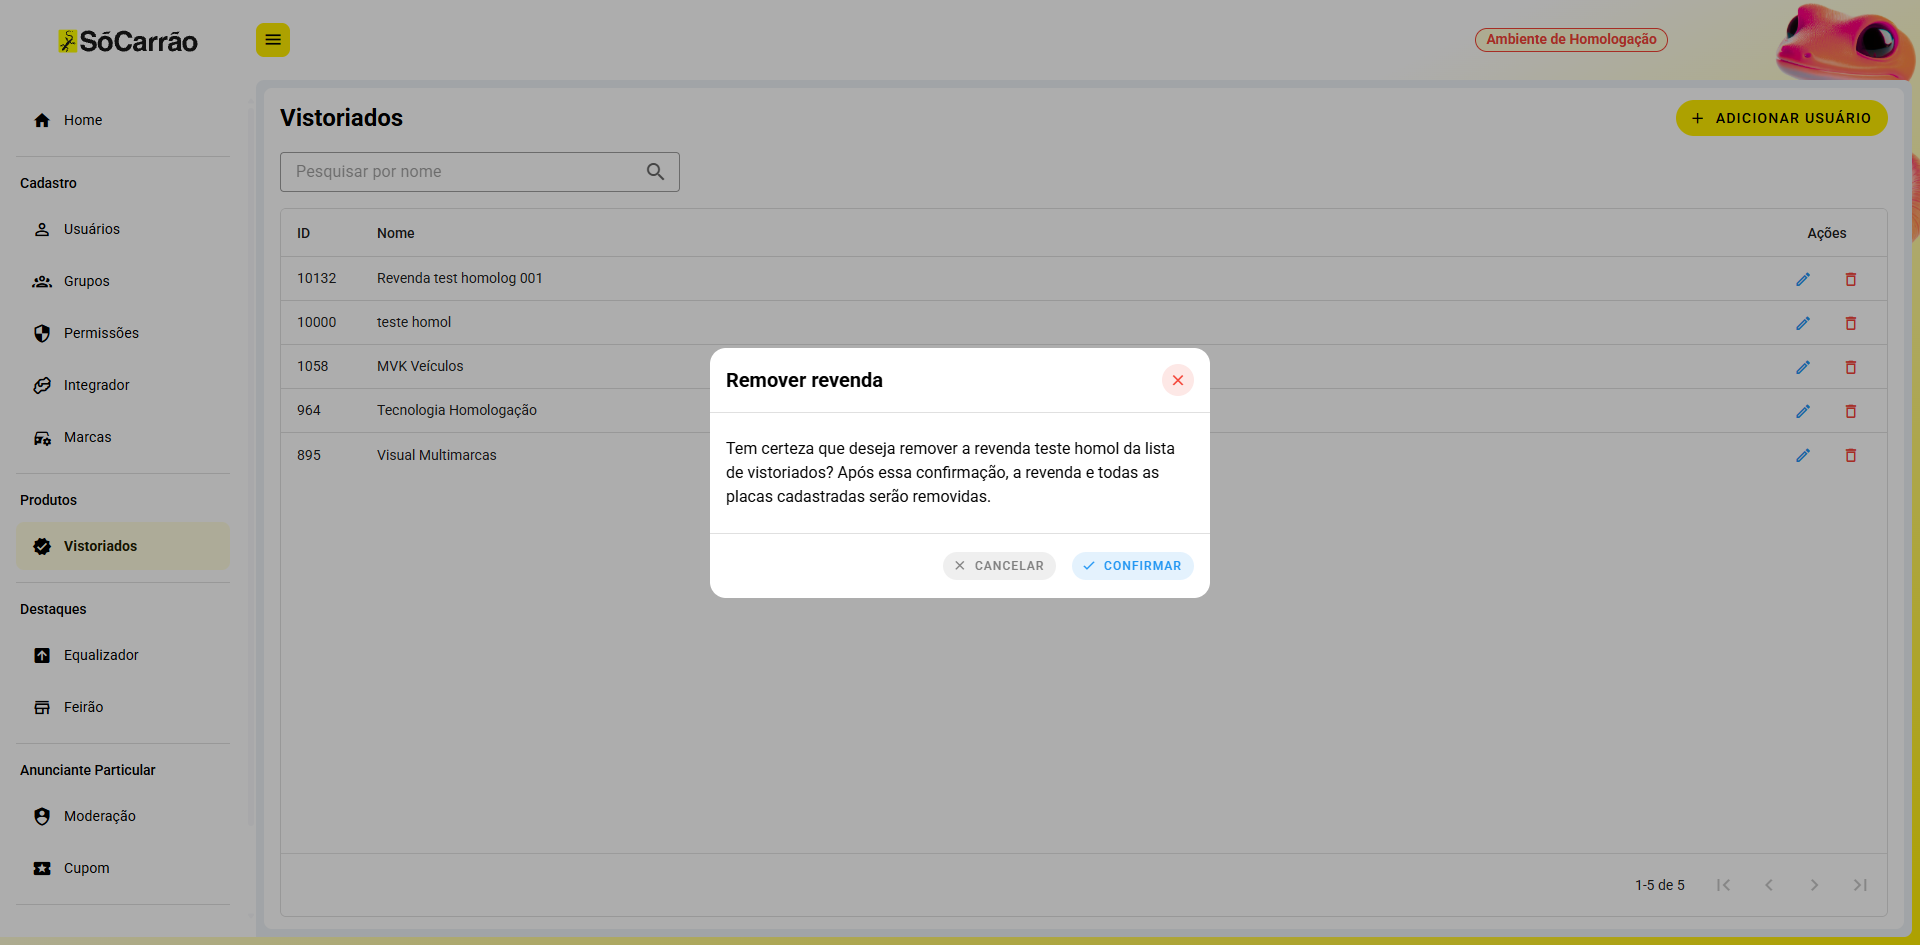 SóCarrão
Ambiente de Homologação
Home
Cadastro
Usuários
Grupos
Permissões
Integrador
Marcas
Produtos
Vistoriados
Destaques
Equalizador
Feirão
Anunciante Particular
Moderação
Cupom
Vistoriados
ADICIONAR USUÁRIO
Pesquisar por nome
ID Nome Ações
10132 Revenda test homolog 001
10000 teste homol
1058 MVK Veículos
964 Tecnologia Homologação
895 Visual Multimarcas
Remover revenda
Tem certeza que deseja remover a revenda teste homol da lista
de vistoriados? Após essa confirmação, a revenda e todas as
placas cadastradas serão removidas.
CANCELAR CONFIRMAR
1-5 de 5